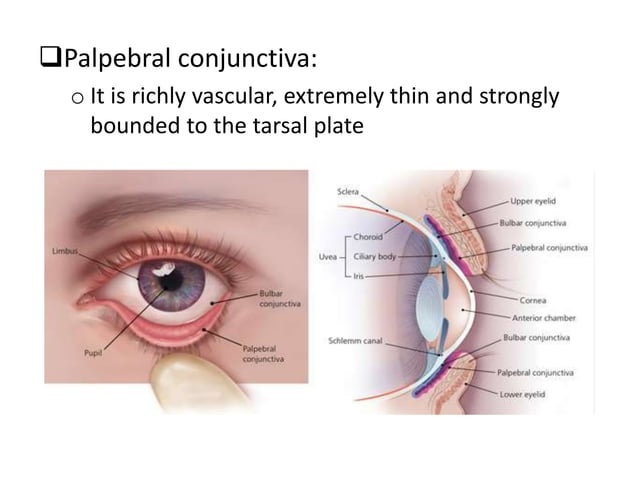 ❑Palpebral conjunctiva:
o It is richly vascular, extremely thin and strongly
bounded to the tarsal plate
Limbus
Bulbar
conjunctiva
Palpebral
conjunctiva
Pupil
Sclera
Upper eyelid
Bulbar conjunctiva
Choroid
Palpebral conjunctiva
Uvea
Ciliary body
Iris
Cornea
Anterior chamber
Schlemm canal
Bulbar conjunctiva
Palpebral conjunctiva
Lower eyelid